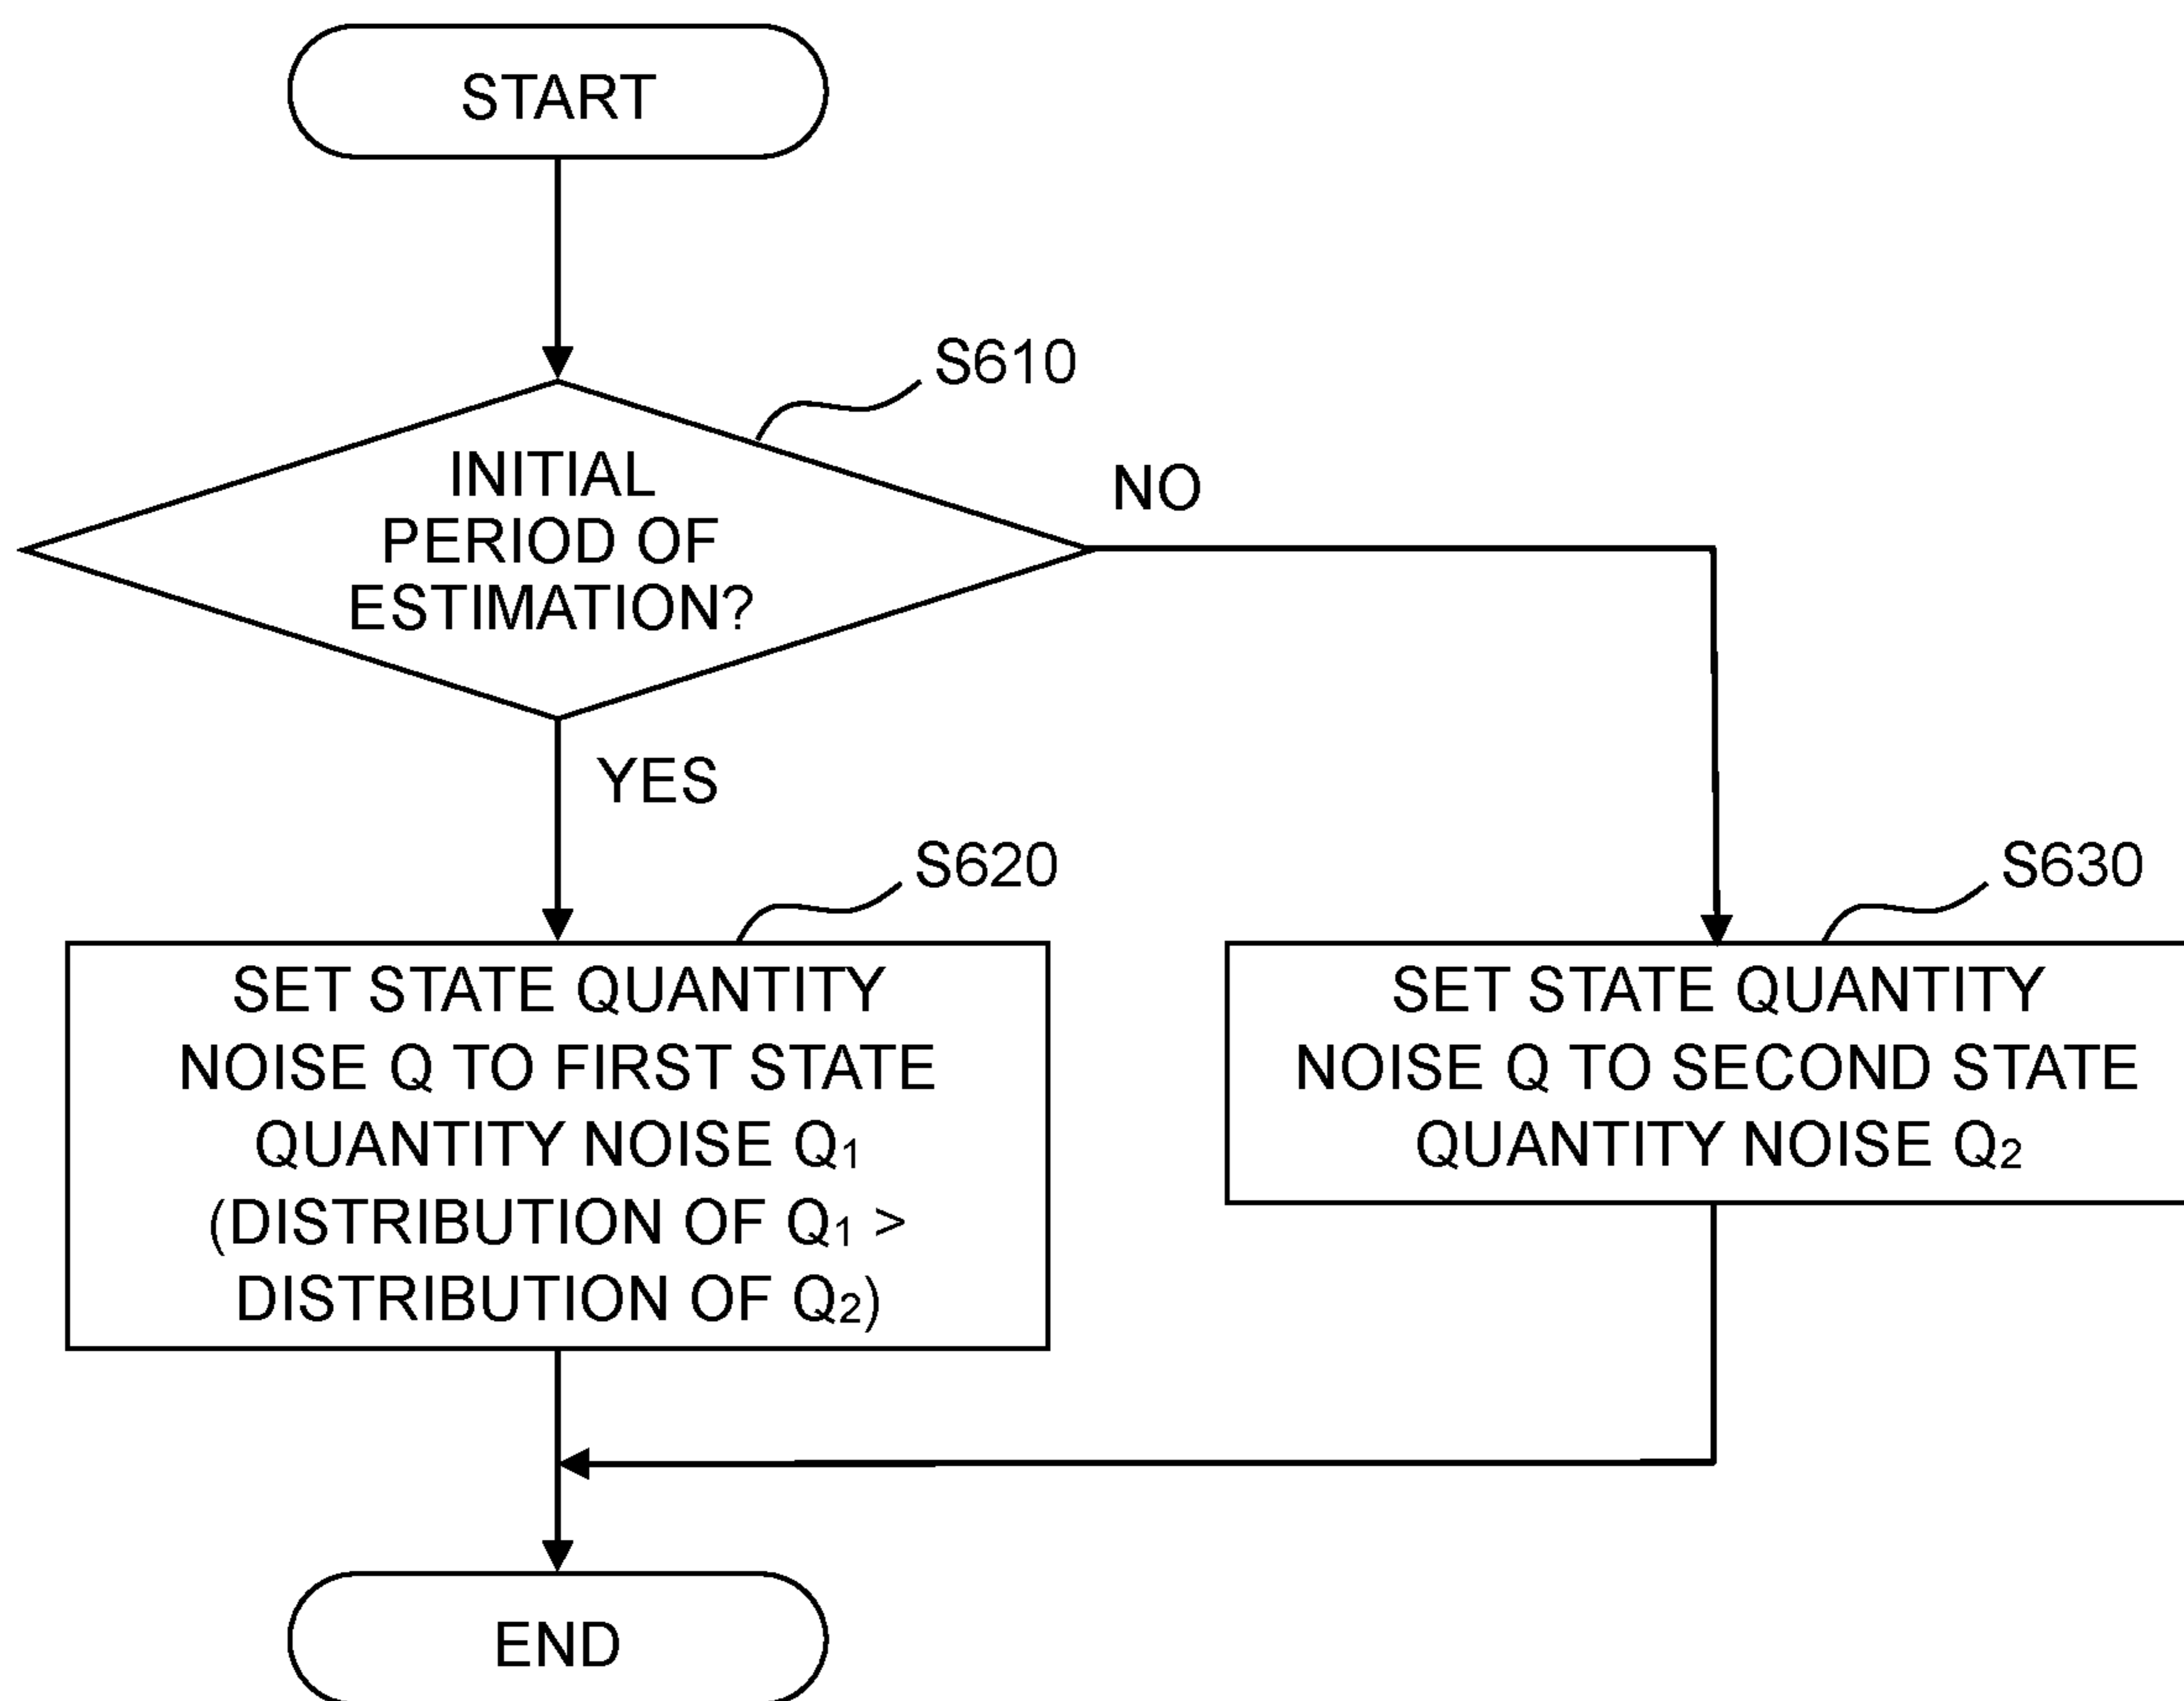 START
S610
INITIAL
PERIOD OF
ESTIMATION?
NO
YES
S620
SET STATE QUANTITY
NOISE Q TO FIRST STATE
QUANTITY NOISE Q₁
(DISTRIBUTION OF Q₁ >
DISTRIBUTION OF Q₂)
S630
SET STATE QUANTITY
NOISE Q TO SECOND STATE
QUANTITY NOISE Q₂
END